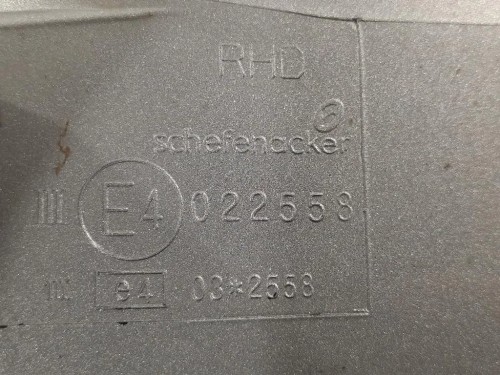 RHD
schefenacker
III E4 022558
III e4 03*2558